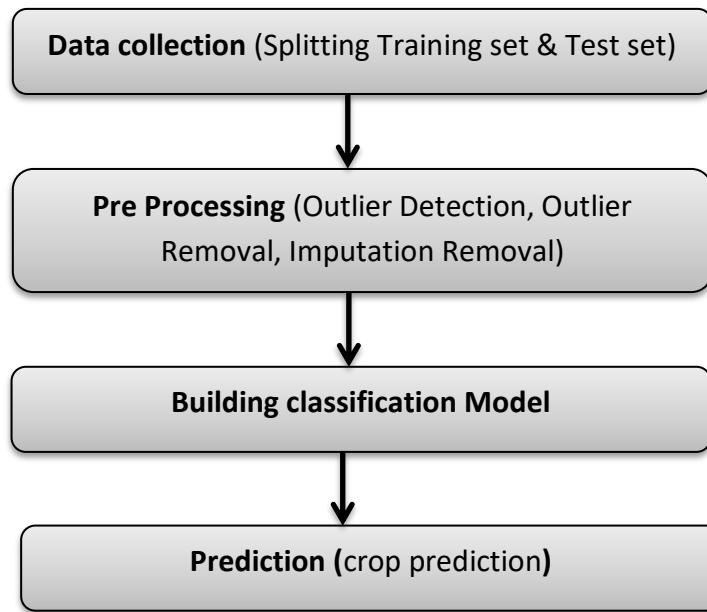 Data collection (Splitting Training set & Test set)
Pre Processing (Outlier Detection, Outlier
Removal, Imputation Removal)
Building classification Model
Prediction (crop prediction)